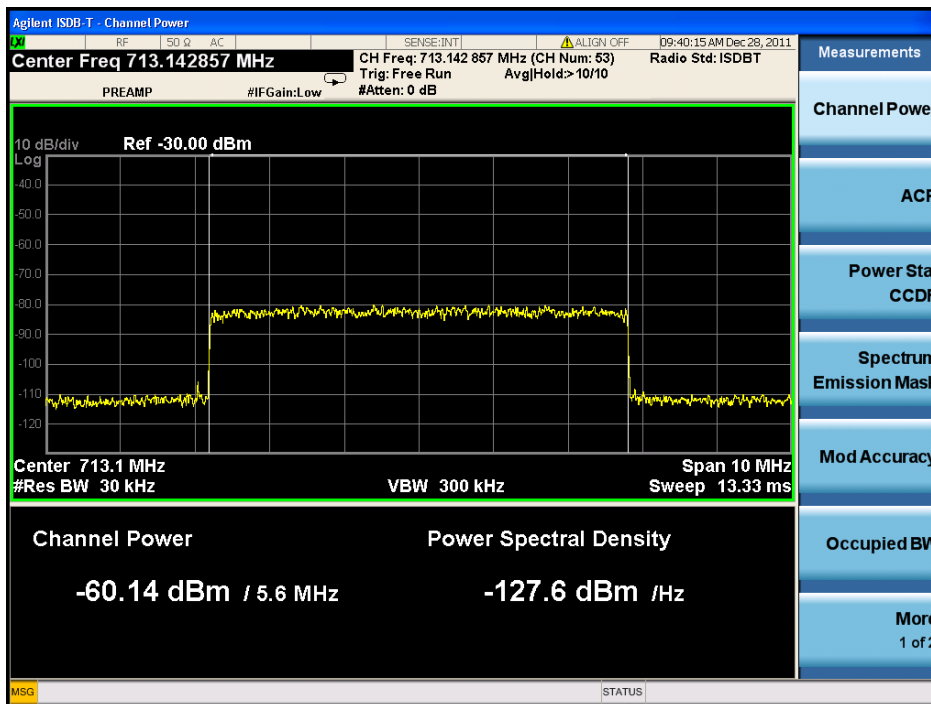 Agilent ISDB-T - Channel Power
LXI RF 50 Ω AC SENSE:INT ALIGN OFF 09:40:15 AM Dec 28, 2011
Center Freq 713.142857 MHz
CH Freq: 713.142 857 MHz (CH Num: 53) Radio Std: ISDBT
Trig: Free Run Avg|Hold:> 10/10
PREAMP #IFGain:Low #Atten: 0 dB
10 dB/div Ref -30.00 dBm
Log
-40.0
-50.0
-60.0
-70.0
-80.0
-90.0
-100
-110
-120
Center 713.1 MHz Span 10 MHz
#Res BW 30 kHz VBW 300 kHz Sweep 13.33 ms
Channel Power Power Spectral Density
-60.14 dBm / 5.6 MHz -127.6 dBm /Hz
Measurements
Channel Powe
ACP
Power Sta
CCDF
Spectrum
Emission Mas
Mod Accuracy
Occupied BW
More
1 of 2
MSG STATUS